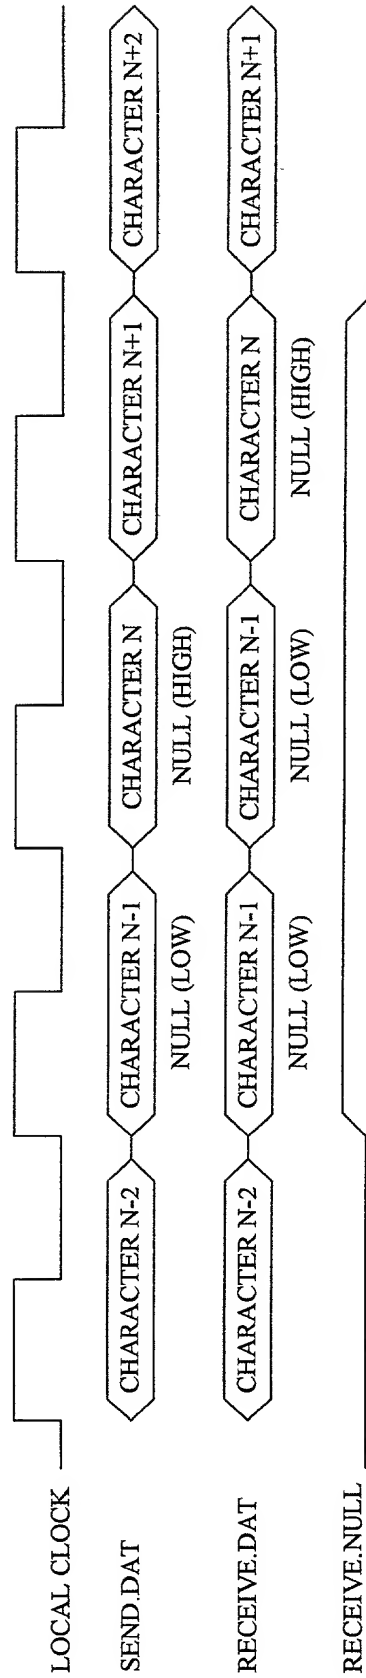 LOCAL CLOCK
SEND.DAT
CHARACTER N-2
CHARACTER N-1
CHARACTER N
CHARACTER N+1
CHARACTER N+2
NULL (LOW)
NULL (HIGH)
RECEIVE.DAT
CHARACTER N-2
CHARACTER N-1
CHARACTER N-1
CHARACTER N
CHARACTER N+1
NULL (LOW)
NULL (LOW)
NULL (HIGH)
RECEIVE.NULL